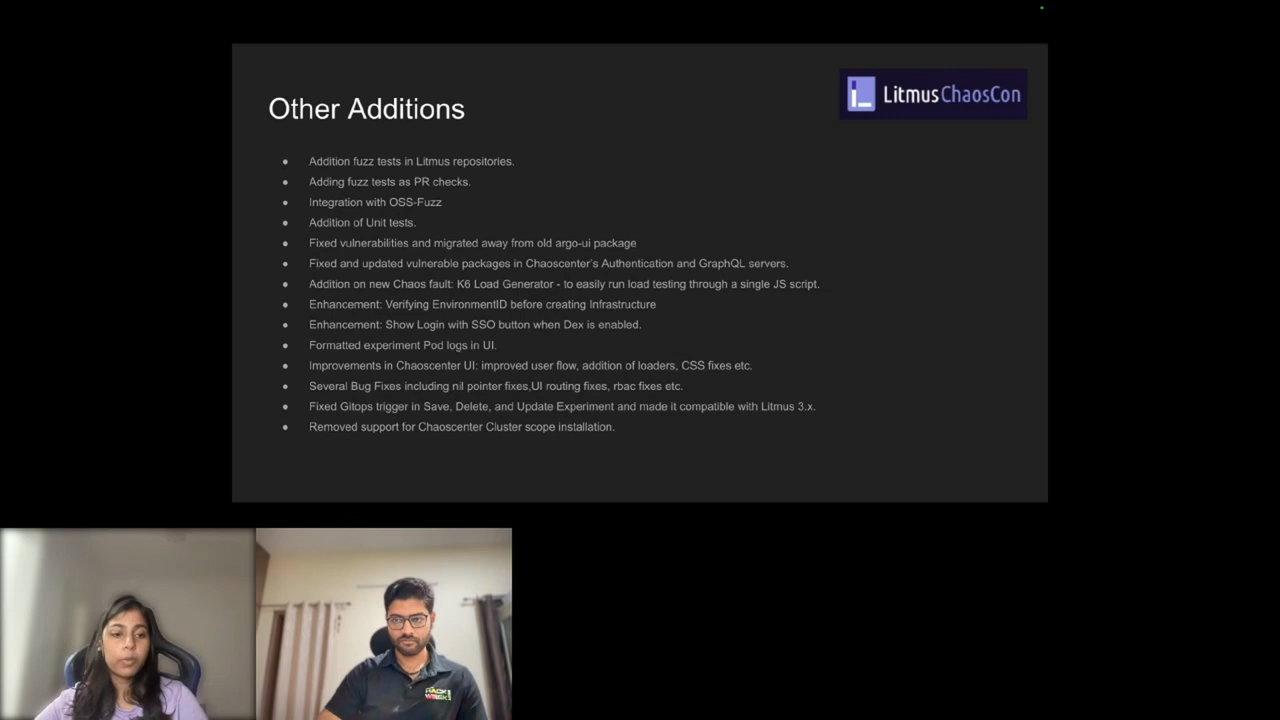 Other Additions
Litmus ChaosCon
● Addition fuzz tests in Litmus repositories.
● Adding fuzz tests as PR checks.
● Integration with OSS-Fuzz
● Addition of Unit tests.
● Fixed vulnerabilities and migrated away from old argo-ui package
● Fixed and updated vulnerable packages in Chaoscenter's Authentication and GraphQL servers.
● Addition on new Chaos fault: K6 Load Generator - to easily run load testing through a single JS script.
● Enhancement: Verifying EnvironmentID before creating Infrastructure
● Enhancement: Show Login with SSO button when Dex is enabled.
● Formatted experiment Pod logs in UI.
● Improvements in Chaoscenter UI: improved user flow, addition of loaders, CSS fixes etc.
● Several Bug Fixes including nil pointer fixes,UI routing fixes, rbac fixes etc.
● Fixed Gitops trigger in Save, Delete, and Update Experiment and made it compatible with Litmus 3.x.
● Removed support for Chaoscenter Cluster scope installation.
HACK